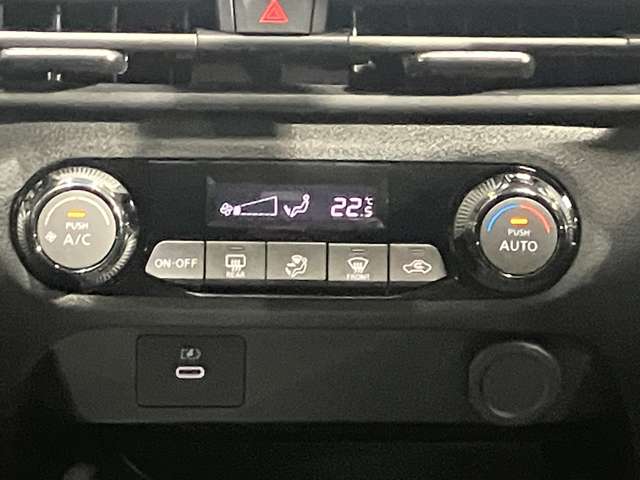 22.5°C
PUSH
A/C
PUSH
AUTO
ON·OFF
REAR
FRONT